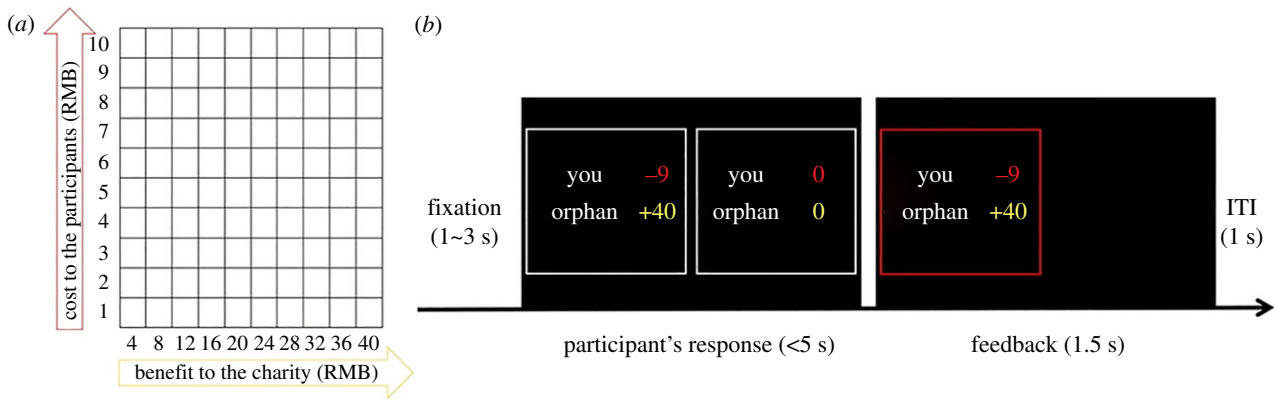 (a)
cost to the participants (RMB)
10
9
8
7
6
5
4
3
2
1
4 8 12 16 20 24 28 32 36 40
benefit to the charity (RMB)
(b)
fixation
(1~3 s)
you –9
orphan +40
you 0
orphan 0
participant's response (<5 s)
you –9
orphan +40
feedback (1.5 s)
ITI
(1 s)